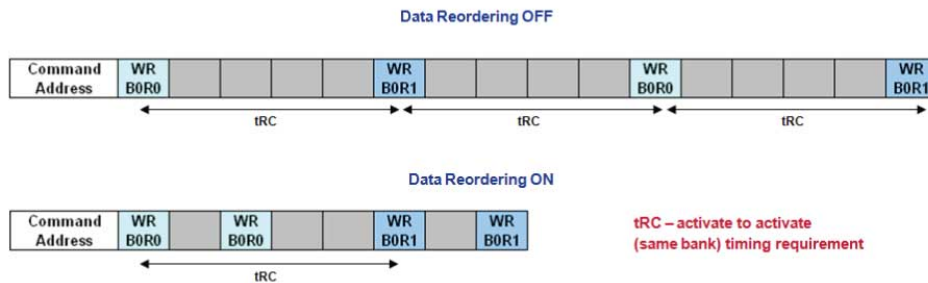 Data Reordering OFF
Command Address WR B0R0 WR B0R1 WR B0R0 WR B0R1
tRC tRC tRC
Data Reordering ON
Command Address WR B0R0 WR B0R0 WR B0R1 WR B0R1
tRC
tRC – activate to activate
(same bank) timing requirement